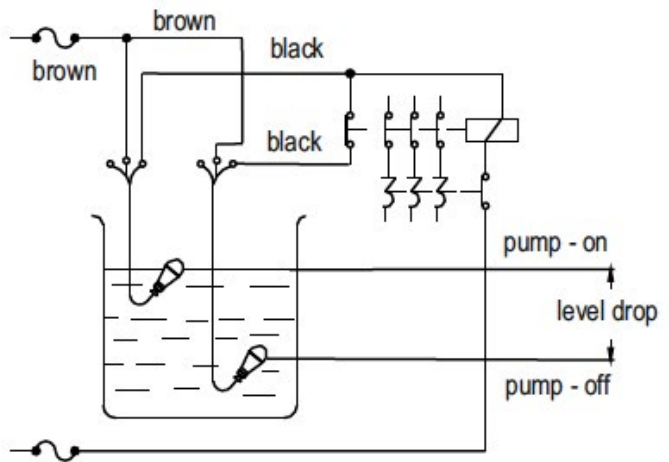 brown
brown
black
black
pump - on
level drop
pump - off